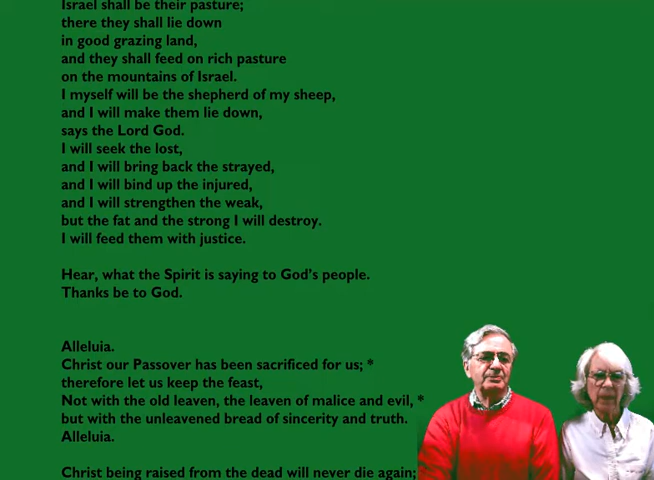 Israel shall be their pasture;
there they shall lie down
in good grazing land,
and they shall feed on rich pasture
on the mountains of Israel.
I myself will be the shepherd of my sheep,
and I will make them lie down,
says the Lord God.
I will seek the lost,
and I will bring back the strayed,
and I will bind up the injured,
and I will strengthen the weak,
but the fat and the strong I will destroy.
I will feed them with justice.
Hear, what the Spirit is saying to God's people.
Thanks be to God.
Alleluia.
Christ our Passover has been sacrificed for us; *
therefore let us keep the feast,
Not with the old leaven, the leaven of malice and evil, *
but with the unleavened bread of sincerity and truth.
Alleluia.
Christ being raised from the dead will never die again;